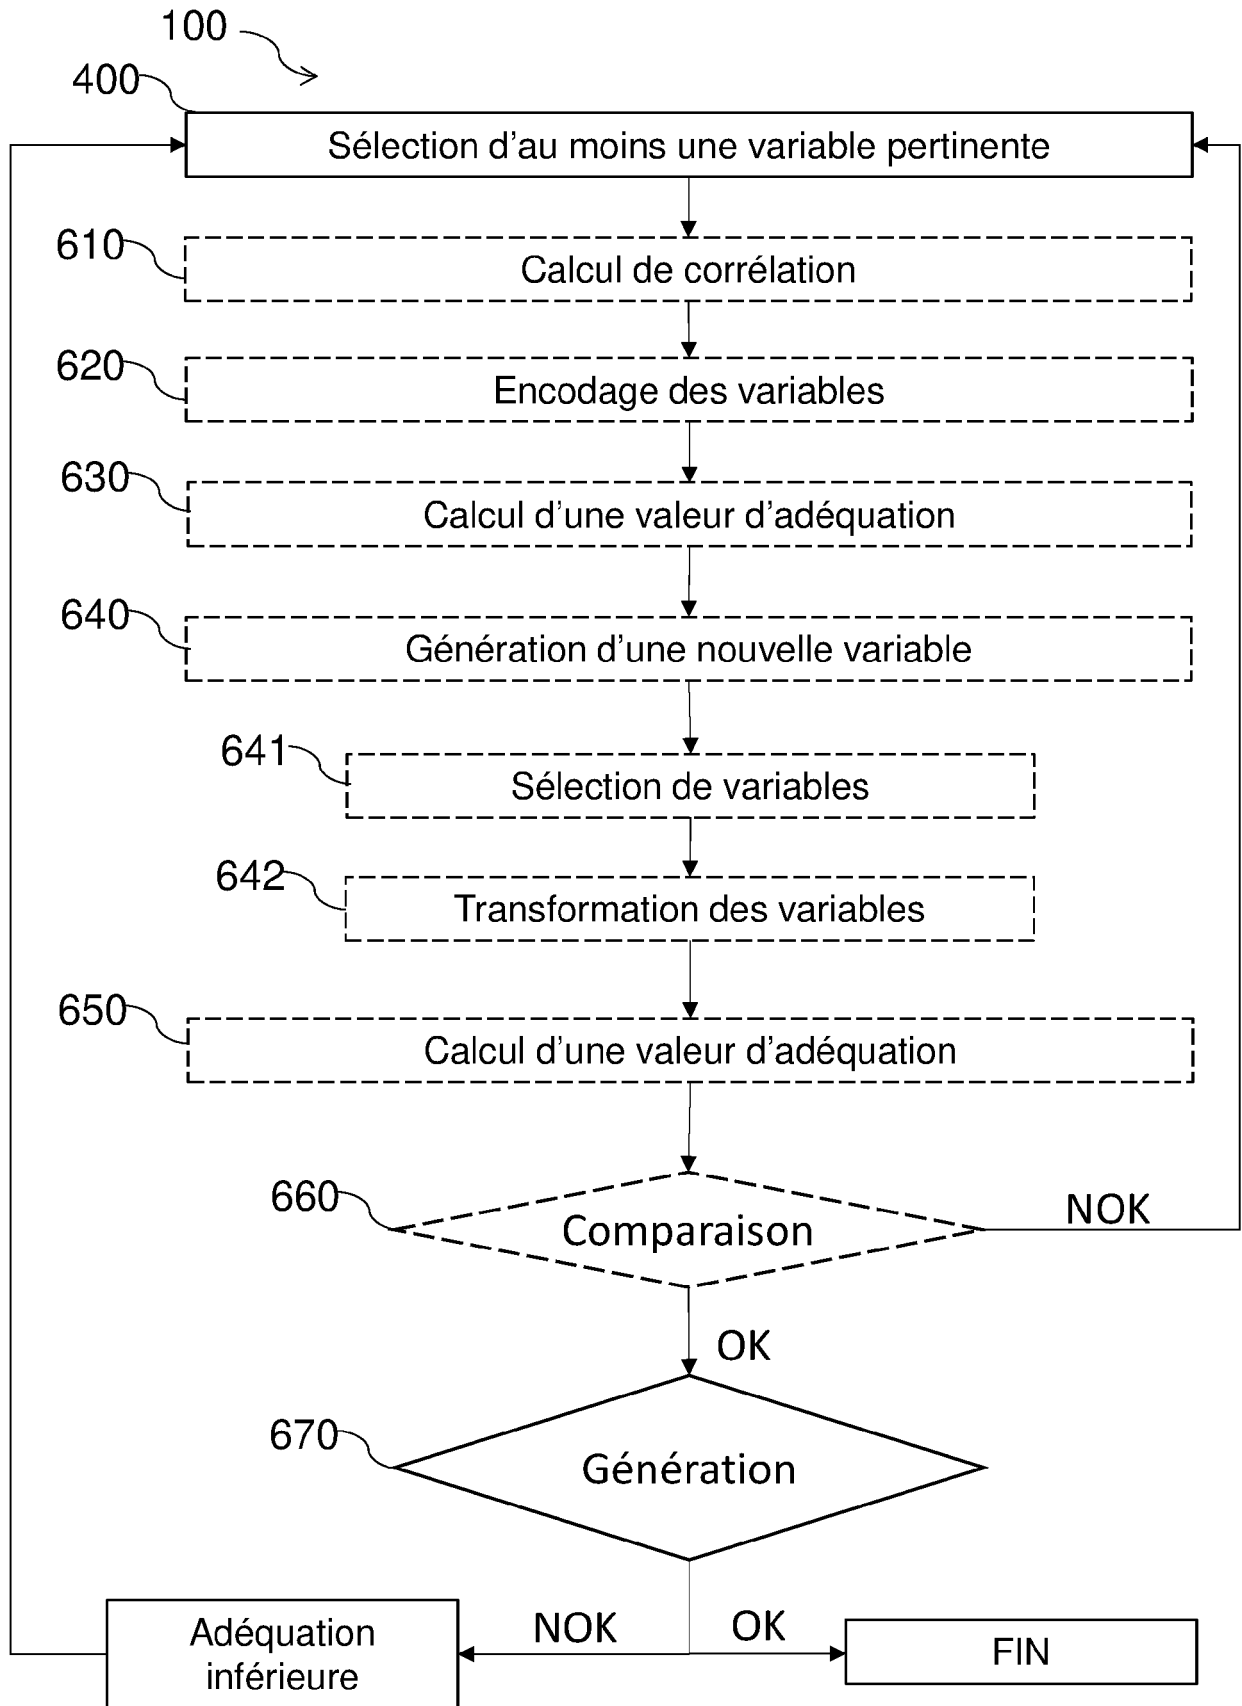 100
400
Sélection d'au moins une variable pertinente
610
Calcul de corrélation
620
Encodage des variables
630
Calcul d'une valeur d'adéquation
640
Génération d'une nouvelle variable
641
Sélection de variables
642
Transformation des variables
650
Calcul d'une valeur d'adéquation
660
Comparaison
NOK
OK
670
Génération
NOK
OK
Adéquation
inférieure
FIN